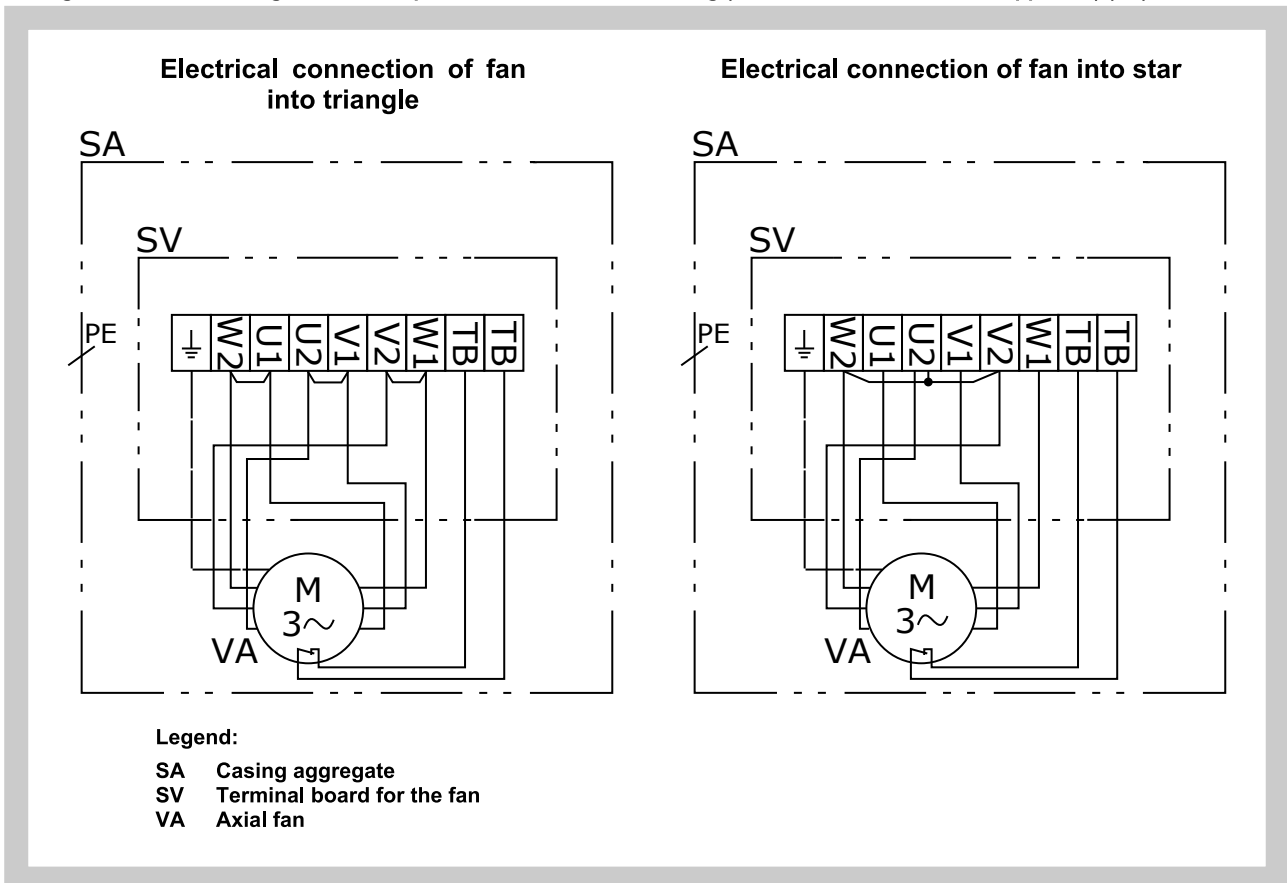 Electrical connection of fan
into triangle
Electrical connection of fan into star
SA
SV
PE
W2 U1 U2 V1 V2 W1 TB TB
M
3~
VA
SA
SV
PE
W2 U1 U2 V1 V2 W1 TB TB
M
3~
VA
Legend:
SA Casing aggregate
SV Terminal board for the fan
VA Axial fan